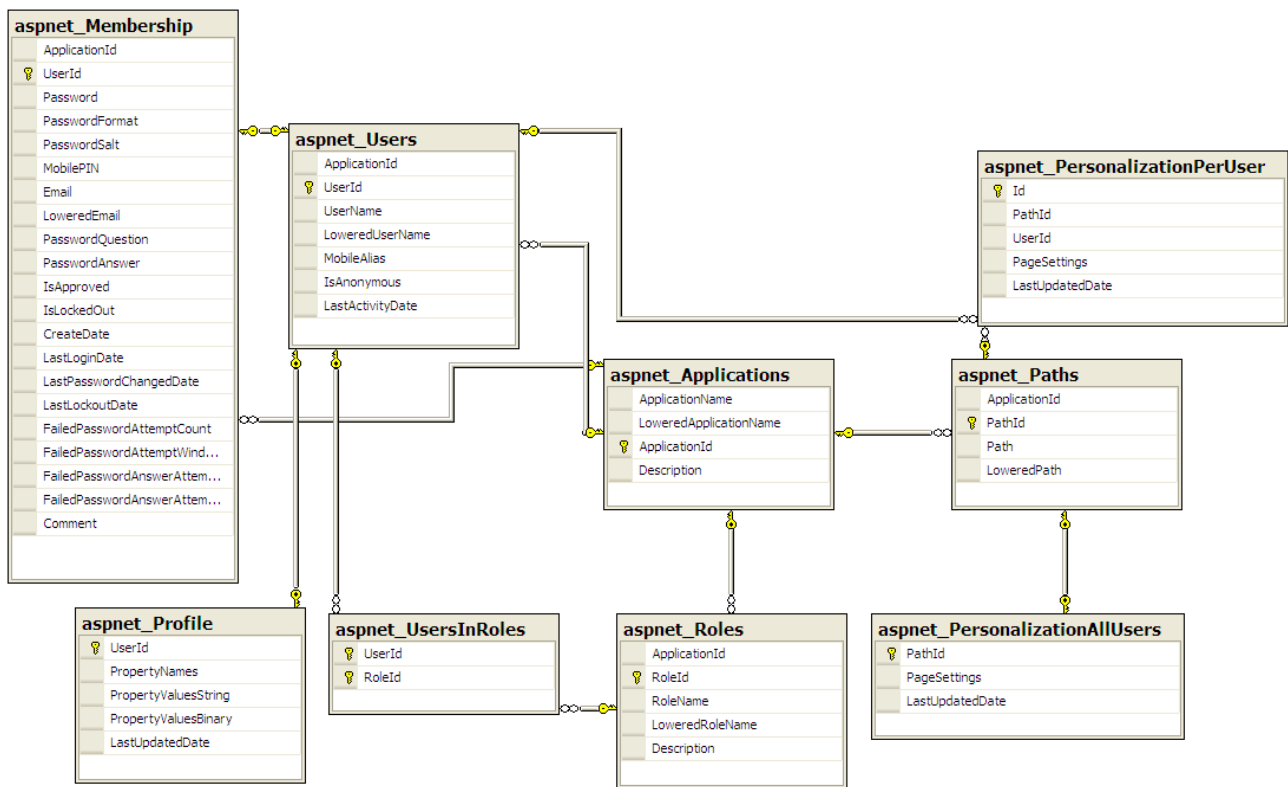 aspnet_Membership
ApplicationId
UserId
Password
PasswordFormat
PasswordSalt
MobilePIN
Email
LoweredEmail
PasswordQuestion
PasswordAnswer
IsApproved
IsLockedOut
CreateDate
LastLoginDate
LastPasswordChangedDate
LastLockoutDate
FailedPasswordAttemptCount
FailedPasswordAttemptWind...
FailedPasswordAnswerAttem...
FailedPasswordAnswerAttem...
Comment
aspnet_Users
ApplicationId
UserId
UserName
LoweredUserName
MobileAlias
IsAnonymous
LastActivityDate
aspnet_PersonalizationPerUser
Id
PathId
UserId
PageSettings
LastUpdatedDate
aspnet_Applications
ApplicationName
LoweredApplicationName
ApplicationId
Description
aspnet_Paths
ApplicationId
PathId
Path
LoweredPath
aspnet_Profile
UserId
PropertyNames
PropertyValuesString
PropertyValuesBinary
LastUpdatedDate
aspnet_UsersInRoles
UserId
RoleId
aspnet_Roles
ApplicationId
RoleId
RoleName
LoweredRoleName
Description
aspnet_PersonalizationAllUsers
PathId
PageSettings
LastUpdatedDate